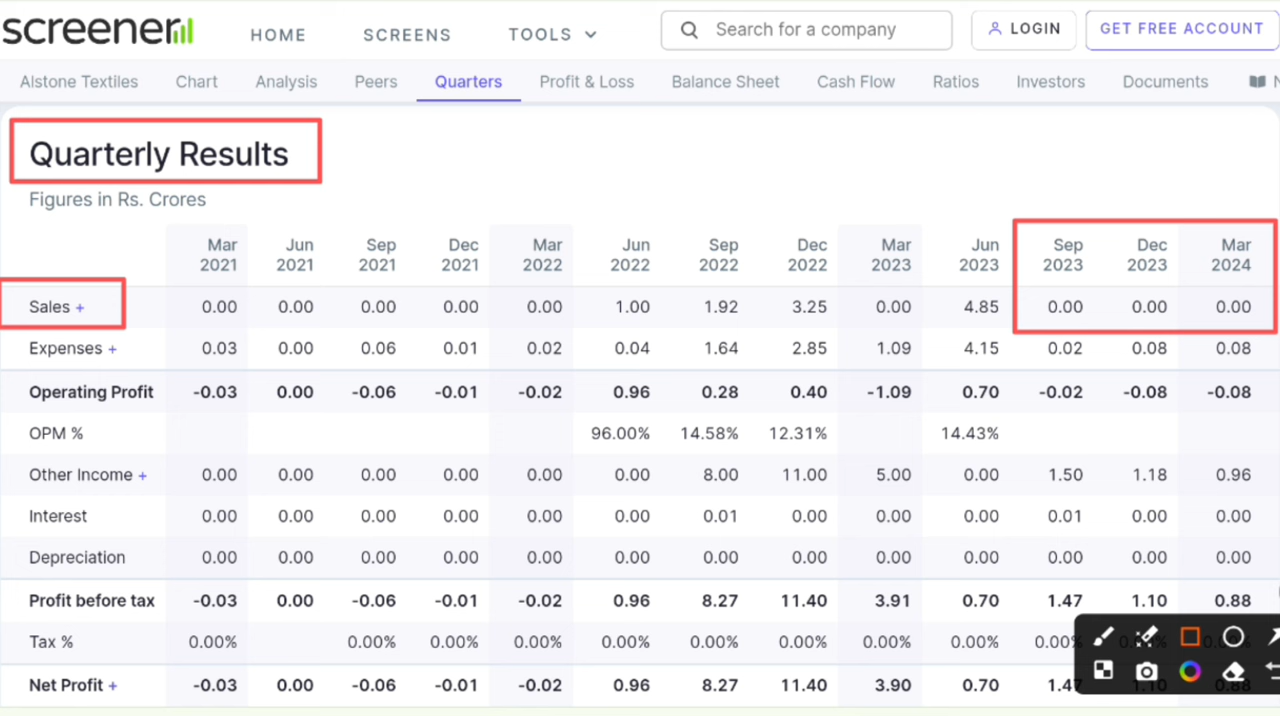 screener HOME SCREENS TOOLS Search for a company LOGIN GET FREE ACCOUNT
Alstone Textiles Chart Analysis Peers Quarters Profit & Loss Balance Sheet Cash Flow Ratios Investors Documents N
Quarterly Results
Figures in Rs. Crores
Mar 2021 Jun 2021 Sep 2021 Dec 2021 Mar 2022 Jun 2022 Sep 2022 Dec 2022 Mar 2023 Jun 2023 Sep 2023 Dec 2023 Mar 2024
Sales + 0.00 0.00 0.00 0.00 0.00 1.00 1.92 3.25 0.00 4.85 0.00 0.00 0.00
Expenses + 0.03 0.00 0.06 0.01 0.02 0.04 1.64 2.85 1.09 4.15 0.02 0.08 0.08
Operating Profit -0.03 0.00 -0.06 -0.01 -0.02 0.96 0.28 0.40 -1.09 0.70 -0.02 -0.08 -0.08
OPM % 96.00% 14.58% 12.31% 14.43%
Other Income + 0.00 0.00 0.00 0.00 0.00 0.00 8.00 11.00 5.00 0.00 1.50 1.18 0.96
Interest 0.00 0.00 0.00 0.00 0.00 0.00 0.01 0.00 0.00 0.00 0.01 0.00 0.00
Depreciation 0.00 0.00 0.00 0.00 0.00 0.00 0.00 0.00 0.00 0.00 0.00 0.00 0.00
Profit before tax -0.03 0.00 -0.06 -0.01 -0.02 0.96 8.27 11.40 3.91 0.70 1.47 1.10 0.88
Tax % 0.00% 0.00% 0.00% 0.00% 0.00% 0.00% 0.00% 0.00% 0.00% 0.00%
Net Profit + -0.03 0.00 -0.06 -0.01 -0.02 0.96 8.27 11.40 3.90 0.70 1.47 1.10 0.88